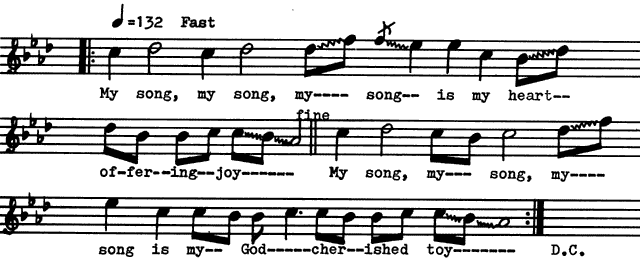 =132 Fast
My song, my song, my---- song-- is my heart--
fine
of-fer--ing--joy------- My song, my--- song, my----
song is my-- God-----cher--ished toy------- D.C.